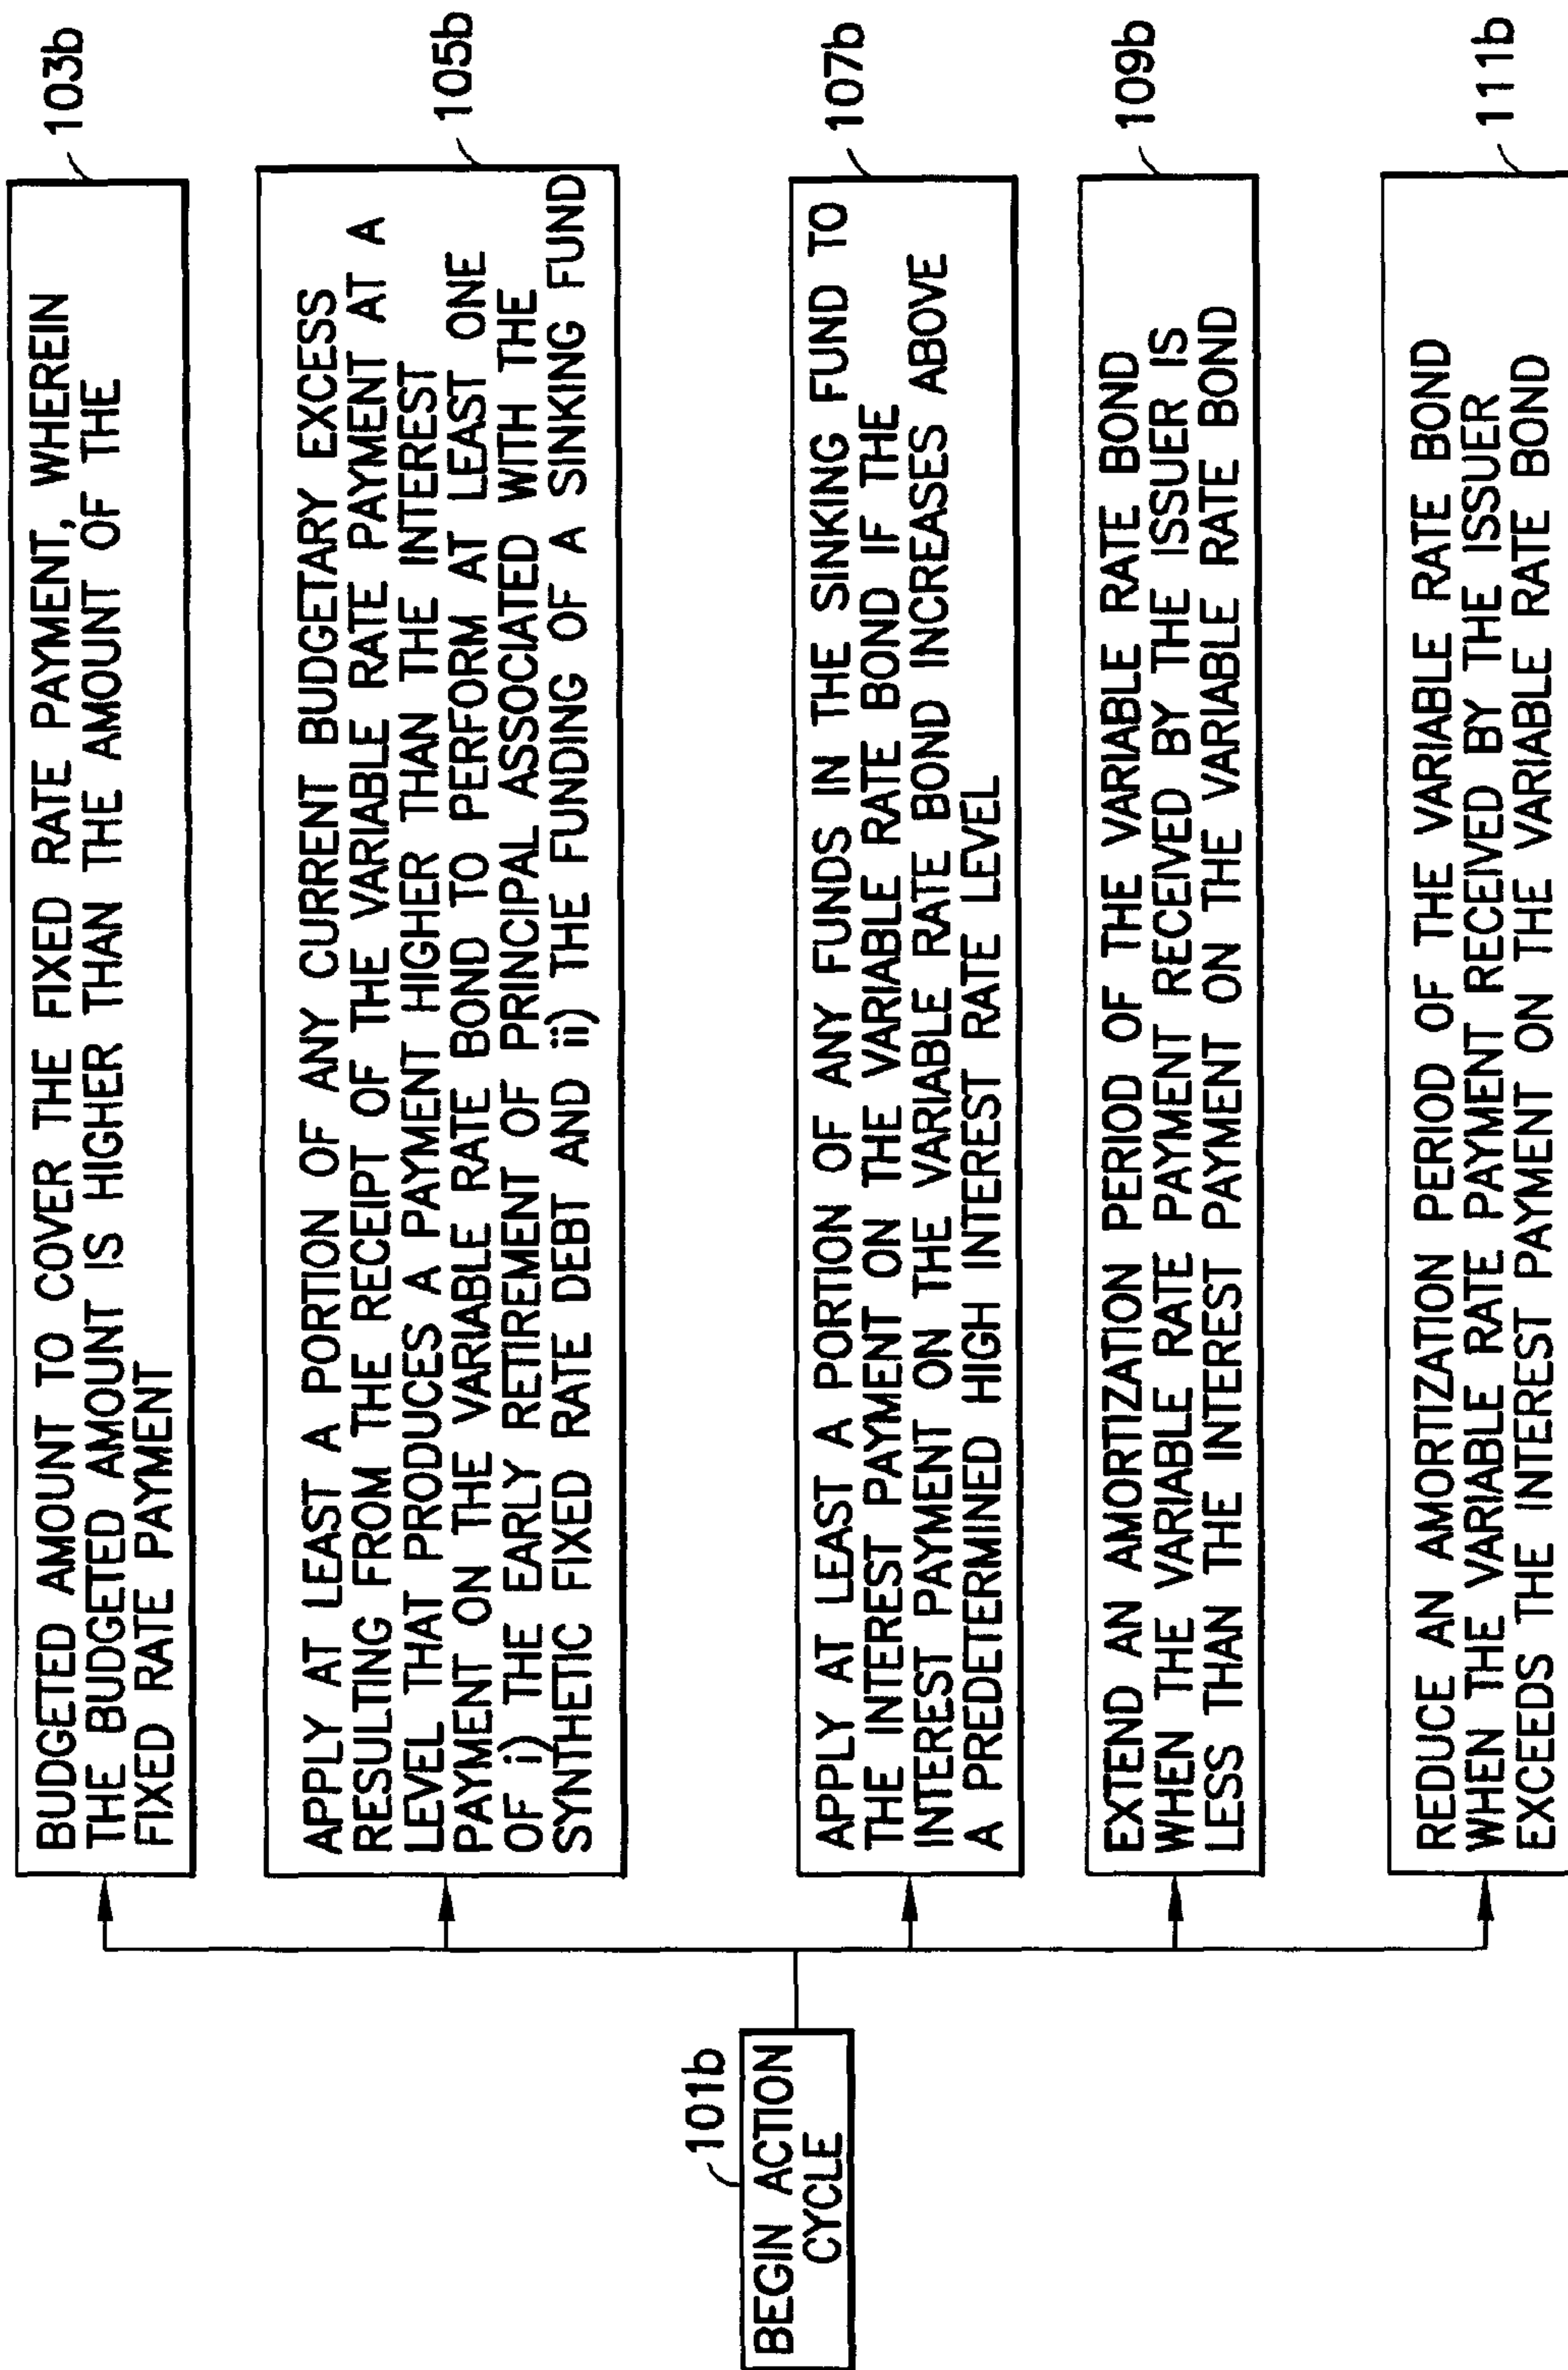 101b
BEGIN ACTION
CYCLE
BUDGETED AMOUNT TO COVER THE FIXED RATE PAYMENT, WHEREIN
THE BUDGETED AMOUNT IS HIGHER THAN THE AMOUNT OF THE
FIXED RATE PAYMENT
103b
APPLY AT LEAST A PORTION OF ANY CURRENT BUDGETARY EXCESS
RESULTING FROM THE RECEIPT OF THE VARIABLE RATE PAYMENT AT A
LEVEL THAT PRODUCES A PAYMENT HIGHER THAN THE INTEREST
PAYMENT ON THE VARIABLE RATE BOND TO PERFORM AT LEAST ONE
OF i) THE EARLY RETIREMENT OF PRINCIPAL ASSOCIATED WITH THE
SYNTHETIC FIXED RATE DEBT AND ii) THE FUNDING OF A SINKING FUND
105b
APPLY AT LEAST A PORTION OF ANY FUNDS IN THE SINKING FUND TO
THE INTEREST PAYMENT ON THE VARIABLE RATE BOND IF THE
INTEREST PAYMENT ON THE VARIABLE RATE BOND INCREASES ABOVE
A PREDETERMINED HIGH INTEREST RATE LEVEL
107b
EXTEND AN AMORTIZATION PERIOD OF THE VARIABLE RATE BOND
WHEN THE VARIABLE RATE PAYMENT RECEIVED BY THE ISSUER IS
LESS THAN THE INTEREST PAYMENT ON THE VARIABLE RATE BOND
109b
REDUCE AN AMORTIZATION PERIOD OF THE VARIABLE RATE BOND
WHEN THE VARIABLE RATE PAYMENT RECEIVED BY THE ISSUER
EXCEEDS THE INTEREST PAYMENT ON THE VARIABLE RATE BOND
111b